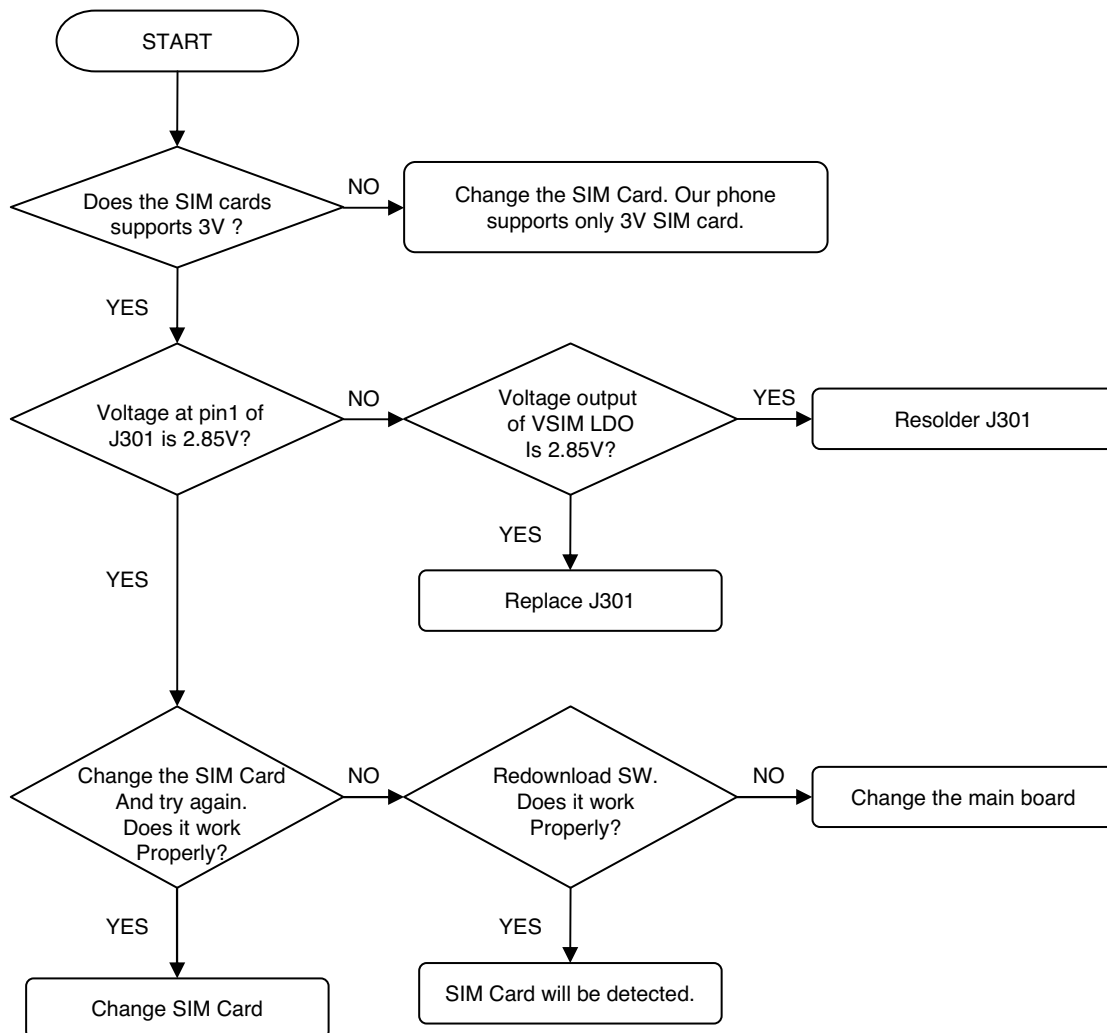 START
Does the SIM cards
supports 3V ?
NO
Change the SIM Card. Our phone
supports only 3V SIM card.
YES
Voltage at pin1 of
J301 is 2.85V?
NO
Voltage output
of VSIM LDO
Is 2.85V?
YES
Resolder J301
YES
Replace J301
YES
Change the SIM Card
And try again.
Does it work
Properly?
NO
Redownload SW.
Does it work
Properly?
NO
Change the main board
YES
Change SIM Card
YES
SIM Card will be detected.